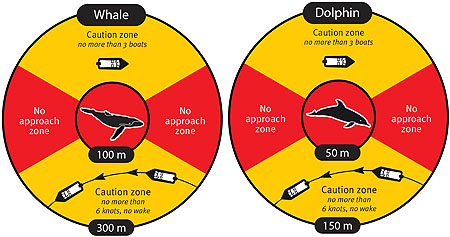 Whale
Caution zone
no more than 3 boats
No
approach
zone
No
approach
zone
100 m
Caution zone
no more than
6 knots, no wake
300 m
Dolphin
Caution zone
no more than 3 boats
No
approach
zone
No
approach
zone
50 m
Caution zone
no more than
6 knots, no wake
150 m